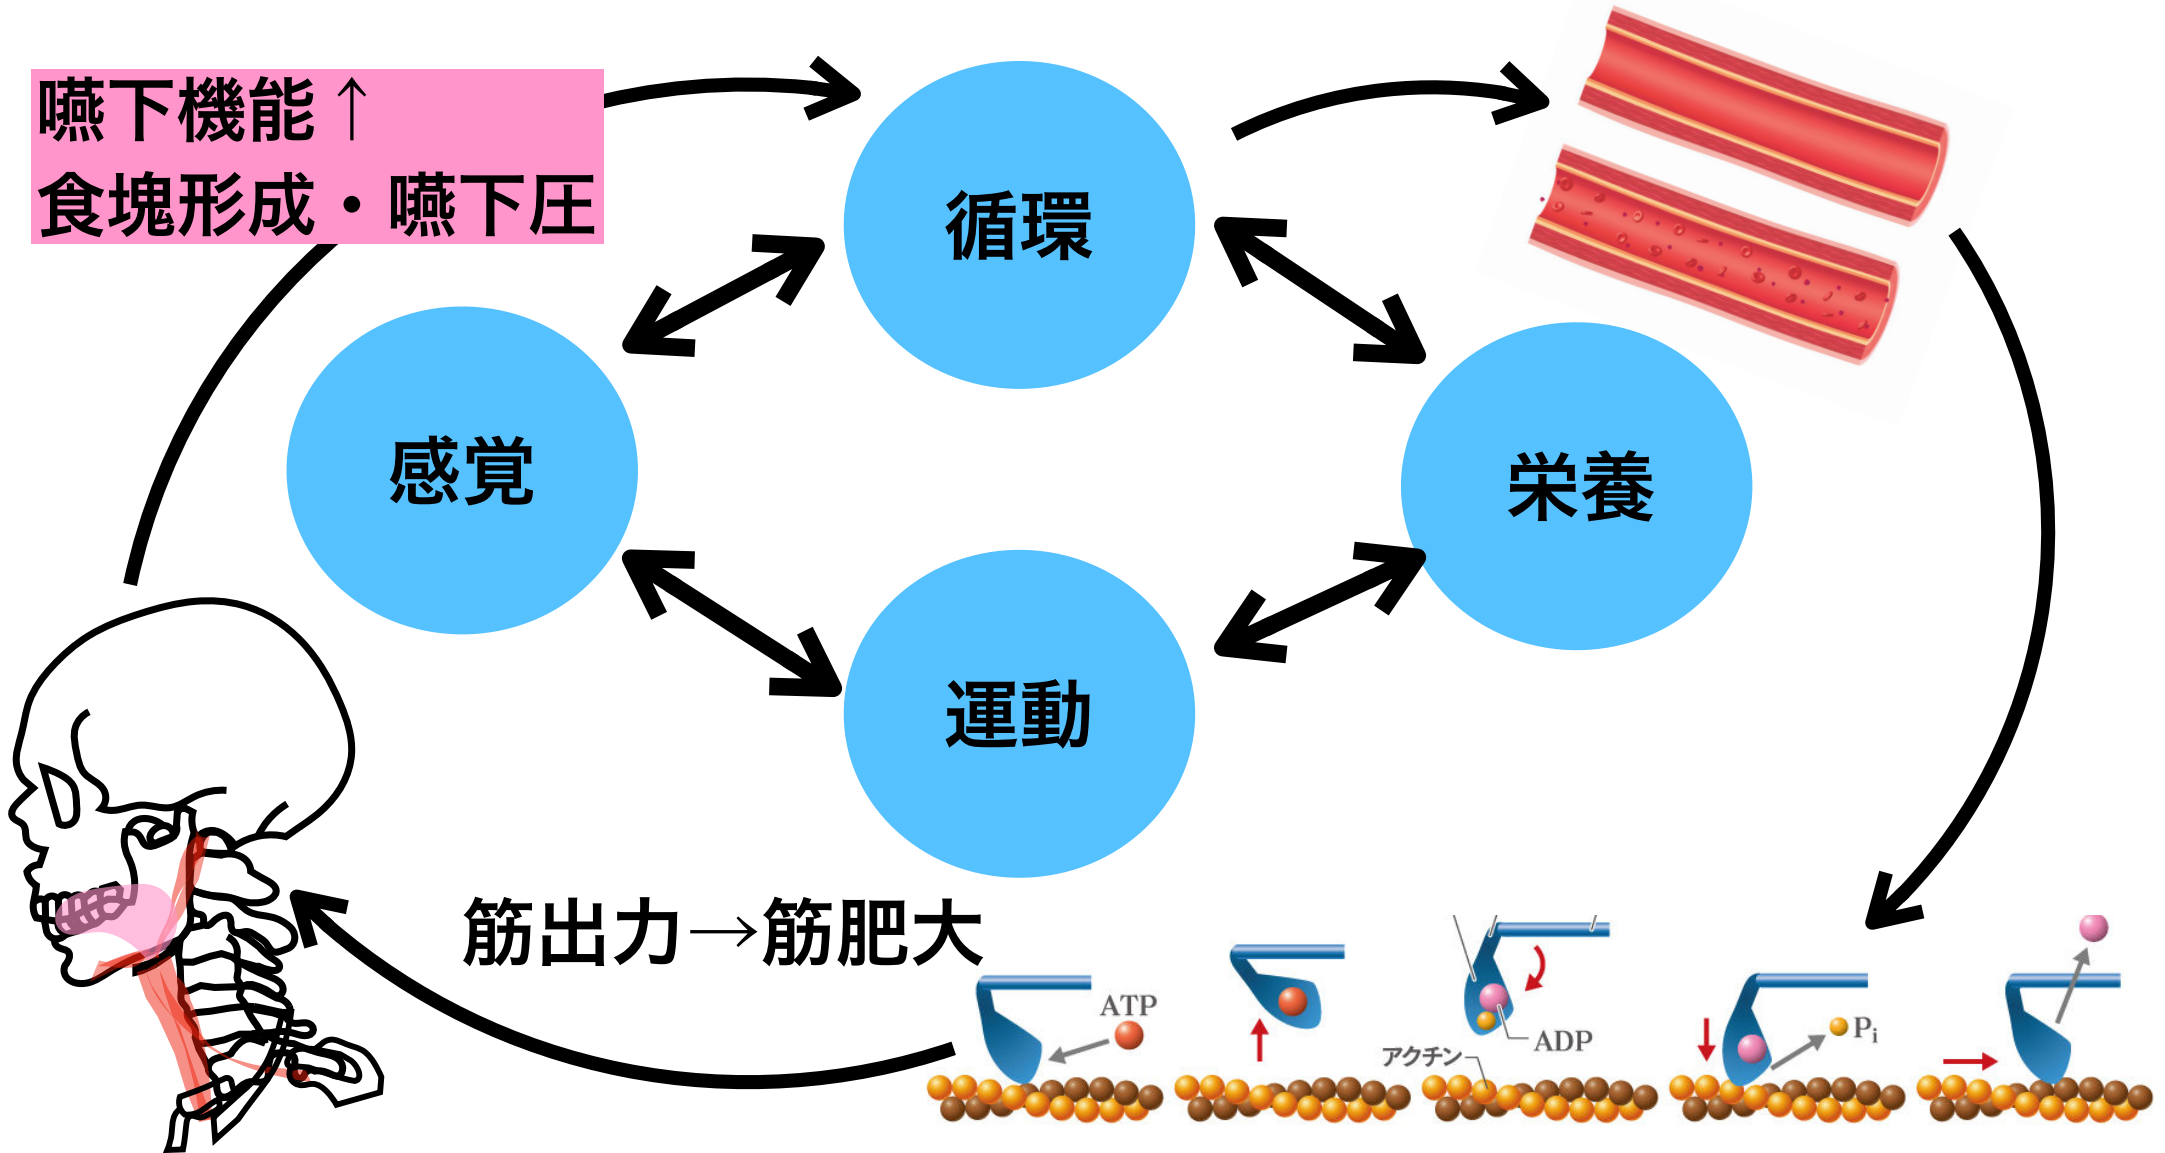 嚥下機能↑
食塊形成・嚥下圧
循環
感覚
栄養
運動
筋出力→筋肥大
ATP
ADP
アクチン
Pi